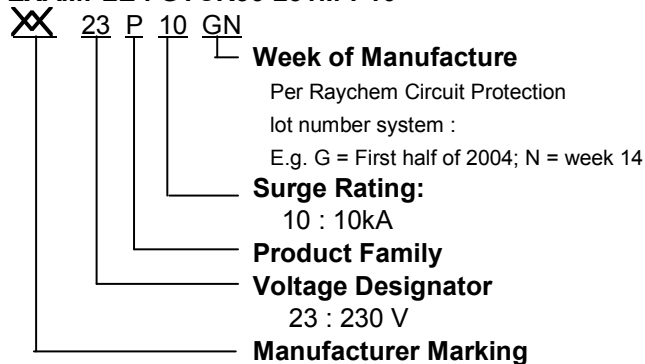 23 P 10 GN
Week of Manufacture
Per Raychem Circuit Protection
lot number system :
E.g. G = First half of 2004; N = week 14
Surge Rating:
10 : 10kA
Product Family
Voltage Designator
23 : 230 V
Manufacturer Marking